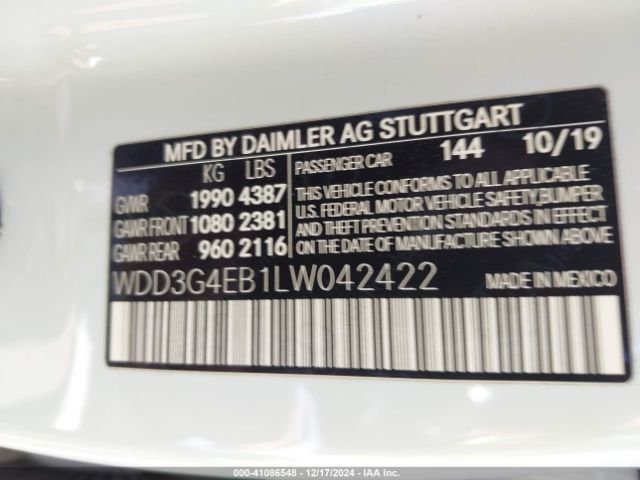 MFD BY DAIMLER AG STUTTGART
KG LBS
GVWR 1990 4387
GAWR FRONT 1080 2381
GAWR REAR 960 2116
PASSENGER CAR 144 10/19
THIS VEHICLE CONFORMS TO ALL APPLICABLE
U.S. FEDERAL MOTOR VEHICLE SAFETY, BUMPER
AND THEFT PREVENTION STANDARDS IN EFFECT
ON THE DATE OF MANUFACTURE SHOWN ABOVE.
WDD3G4EB1LW042422
MADE IN MEXICO
000-41086548 - 12/17/2024 - IAAI.COM